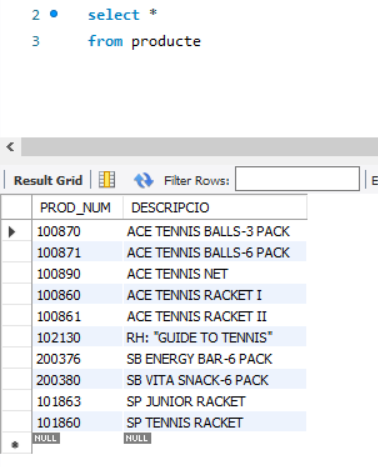 2 select *
3 from producte
Result Grid Filter Rows: E
PROD_NUM DESCRIPCIO
100870 ACE TENNIS BALLS-3 PACK
100871 ACE TENNIS BALLS-6 PACK
100890 ACE TENNIS NET
100860 ACE TENNIS RACKET I
100861 ACE TENNIS RACKET II
102130 RH: "GUIDE TO TENNIS"
200376 SB ENERGY BAR-6 PACK
200380 SB VITA SNACK-6 PACK
101863 SP JUNIOR RACKET
101860 SP TENNIS RACKET
NULL NULL